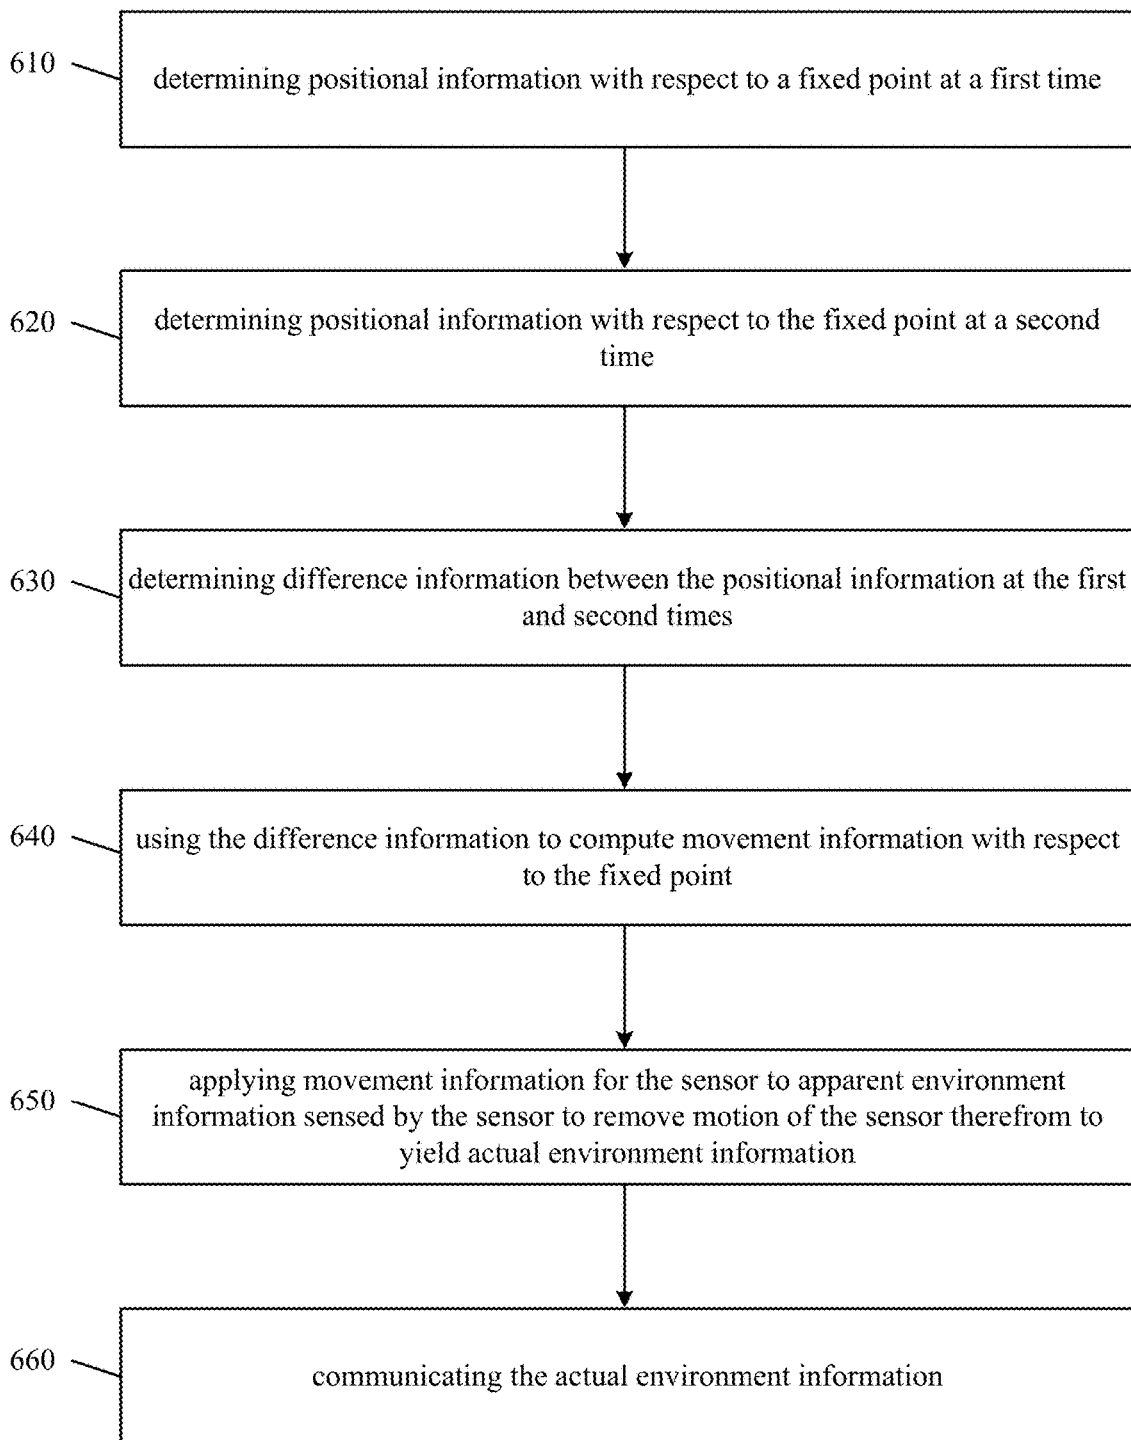 610
determining positional information with respect to a fixed point at a first time
620
determining positional information with respect to the fixed point at a second
time
630
determining difference information between the positional information at the first
and second times
640
using the difference information to compute movement information with respect
to the fixed point
650
applying movement information for the sensor to apparent environment
information sensed by the sensor to remove motion of the sensor therefrom to
yield actual environment information
660
communicating the actual environment information